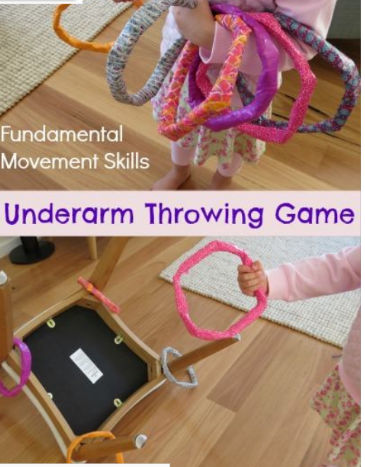 Fundamental
Movement Skills
Underarm Throwing Game